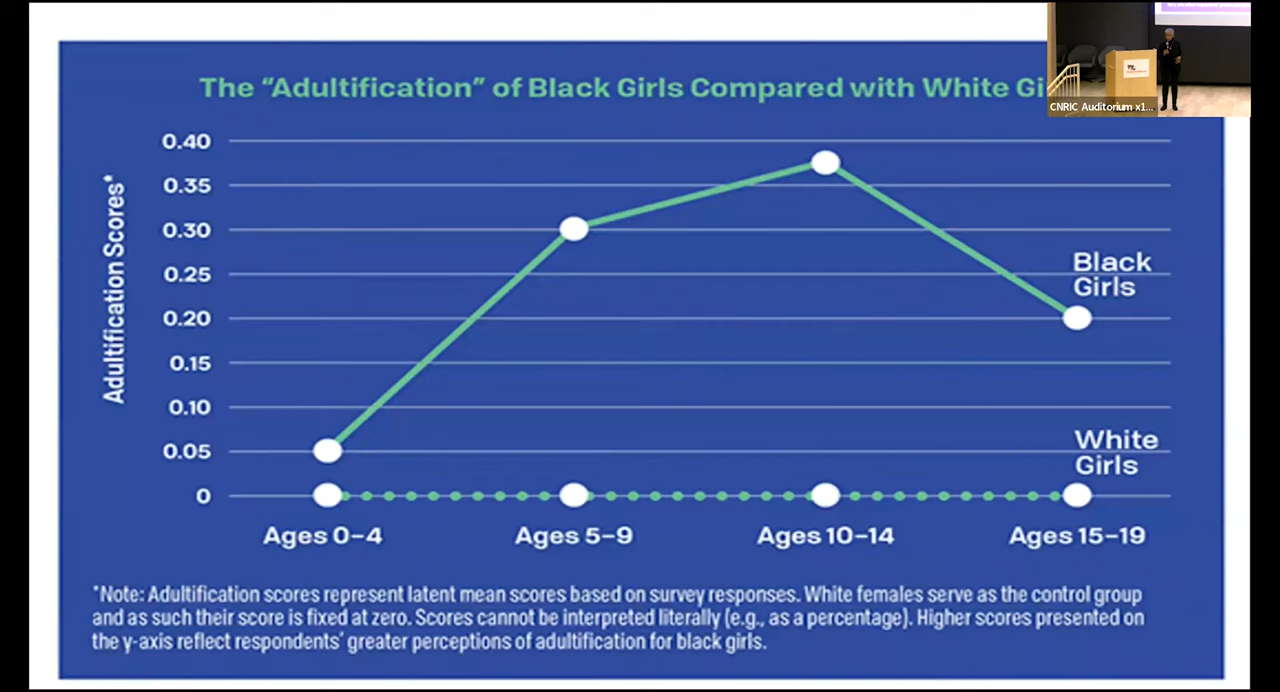 The “Adultification” of Black Girls Compared with White Gi
CNRIC Auditorium x1...
Adultification Scores*
0.40
0.35
0.30
0.25
0.20
0.15
0.10
0.05
0
Black
Girls
White
Girls
Ages 0–4
Ages 5–9
Ages 10–14
Ages 15–19
*Note: Adultification scores represent latent mean scores based on survey responses. White females serve as the control group
and as such their score is fixed at zero. Scores cannot be interpreted literally (e.g., as a percentage). Higher scores presented on
the y-axis reflect respondents’ greater perceptions of adultification for black girls.